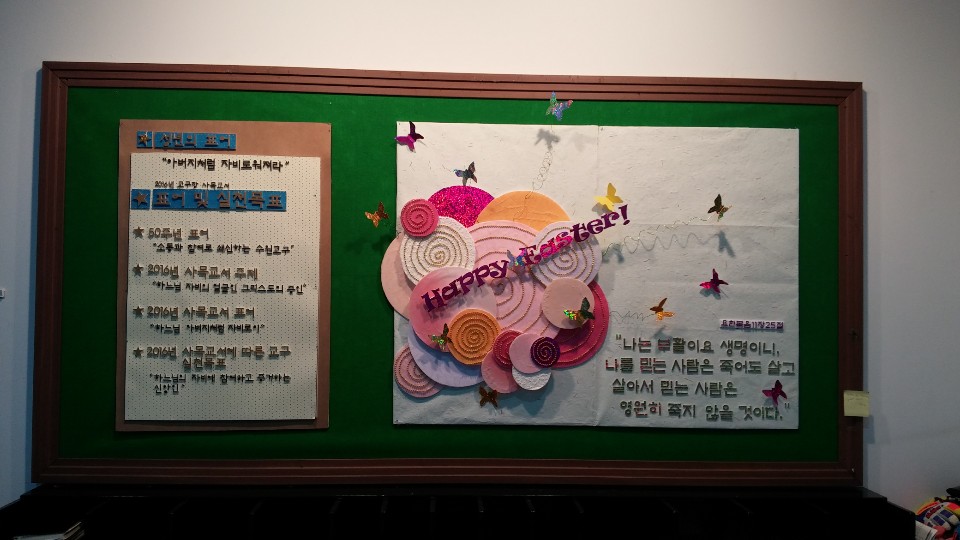 ★ 성년의 표어
"아버지처럼 자비로워져라"
2016년 교구장 사목교서
★ 표어 및 실천목표
★ 50주년 표어
"소통과 참여로 쇄신하는 수원교구"
★ 2016년 사목교서 주제
"하느님 자비의 얼굴인 그리스도의 증인"
★ 2016년 사목교서 표어
"하느님 아버지처럼 자비로이"
★ 2016년 사목교서에 따른 교구
실천목표
"하느님의 자비에 참여하고 증거하는
신앙인"
Happy Easter!
요한복음11장25절
"나는 부활이요 생명이니,
나를 믿는 사람은 죽어도 살고
살아서 믿는 사람은
영원히 죽지 않을 것이다."